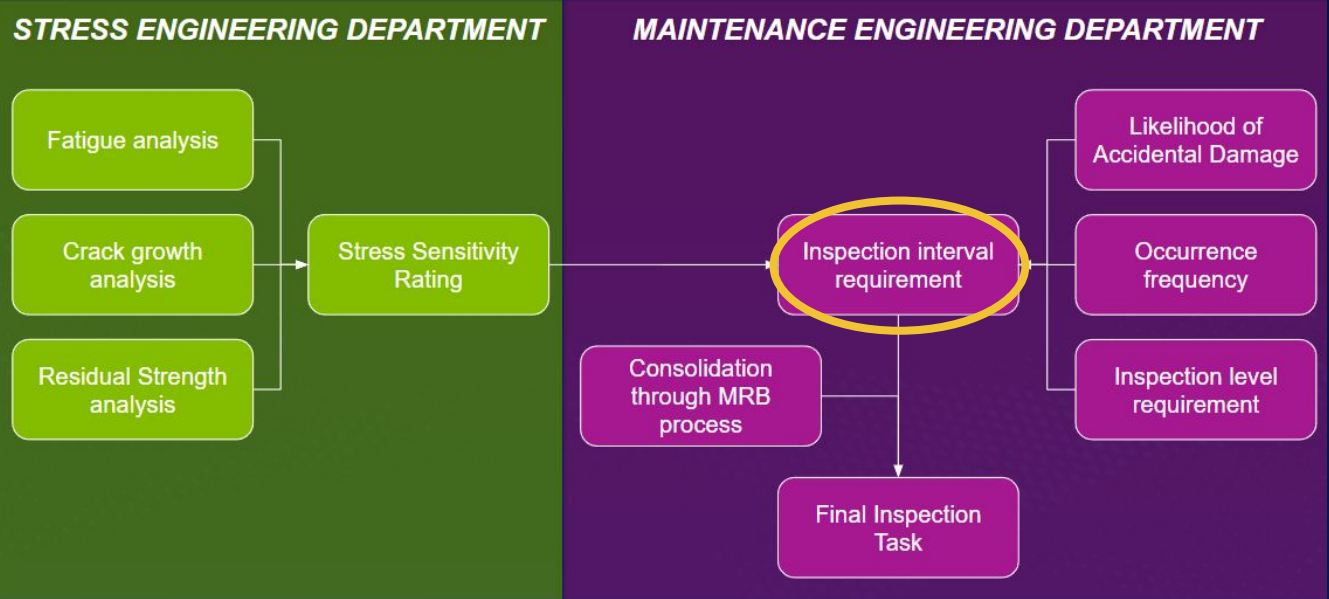 STRESS ENGINEERING DEPARTMENT
MAINTENANCE ENGINEERING DEPARTMENT
Fatigue analysis
Crack growth
analysis
Residual Strength
analysis
Stress Sensitivity
Rating
Inspection interval
requirement
Likelihood of
Accidental Damage
Occurrence
frequency
Inspection level
requirement
Consolidation
through MRB
process
Final Inspection
Task